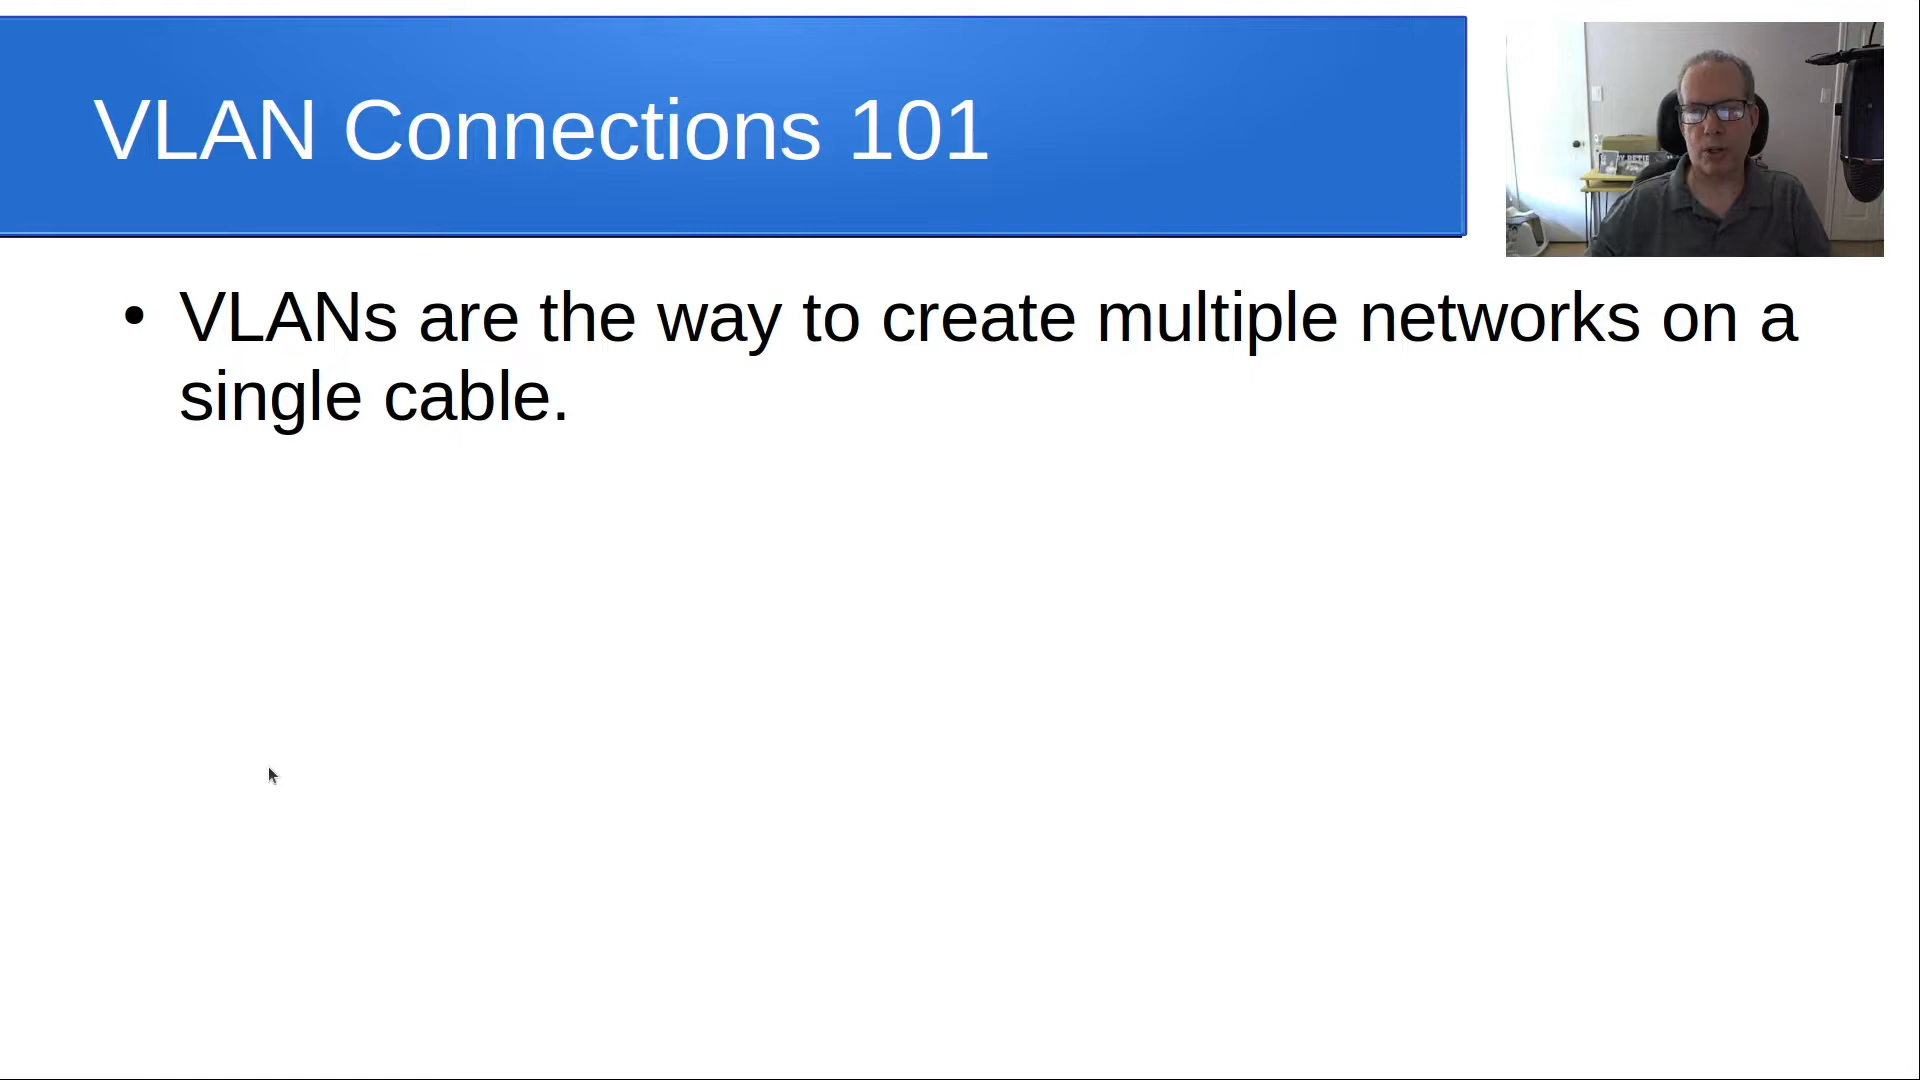 VLAN Connections 101
• VLANs are the way to create multiple networks on a
single cable.